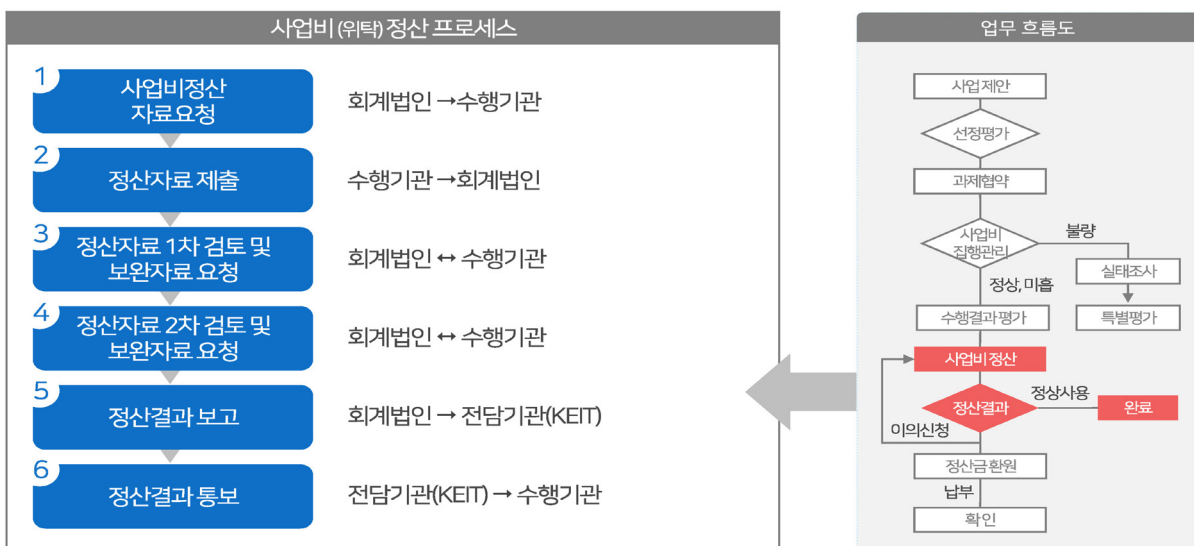 사업비 (위탁) 정산 프로세스
1
사업비정산
자료요청
회계법인 →수행기관
2
정산자료 제출
수행기관 →회계법인
3
정산자료 1차 검토 및
보완자료 요청
회계법인 ↔ 수행기관
4
정산자료 2차 검토 및
보완자료 요청
회계법인 ↔ 수행기관
5
정산결과 보고
회계법인 → 전담기관(KEIT)
6
정산결과 통보
전담기관(KEIT) → 수행기관
업무 흐름도
사업 제안
선정평가
과제협약
사업비
집행관리
불량
실태조사
특별평가
정상, 미흡
수행결과 평가
사업비 정산
정산결과
정상사용
완료
이의신청
정산금 환원
납부
확인